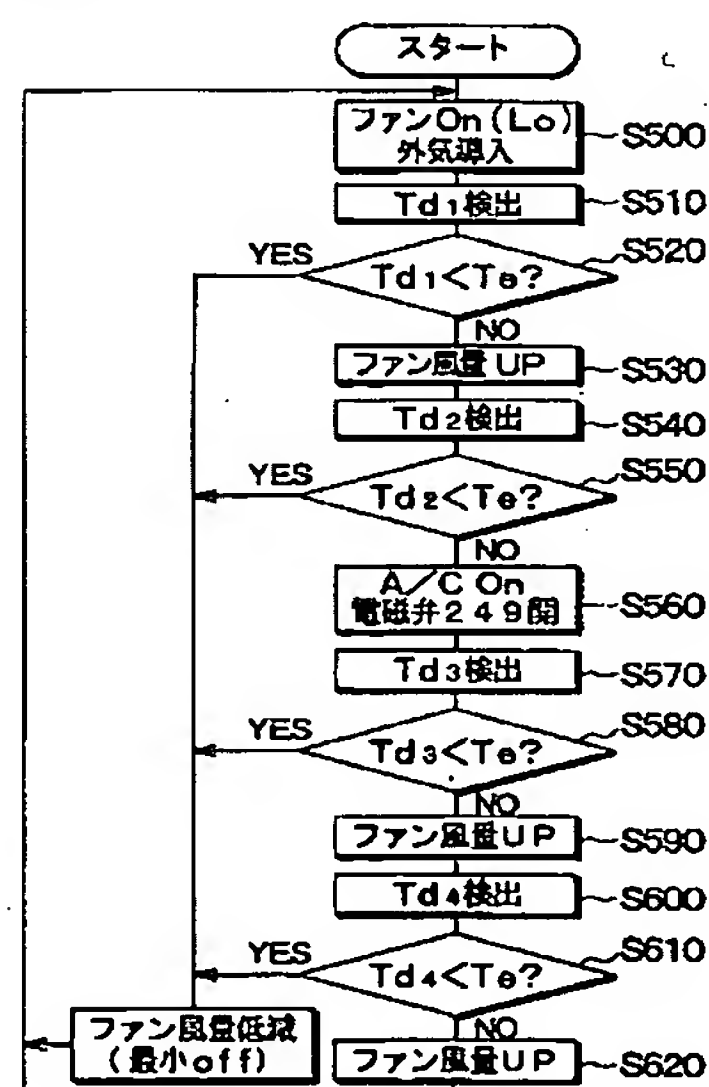 スタート
ファンOn(Lo)
外気導入
S500
Td1検出
S510
YES
Td1<Te?
S520
NO
ファン風量UP
S530
Td2検出
S540
YES
Td2<Te?
S550
NO
A/C On
電磁弁249開
S560
Td3検出
S570
YES
Td3<Te?
S580
NO
ファン風量UP
S590
Td4検出
S600
YES
Td4<Te?
S610
NO
ファン風量低減
(最小off)
ファン風量UP
S620